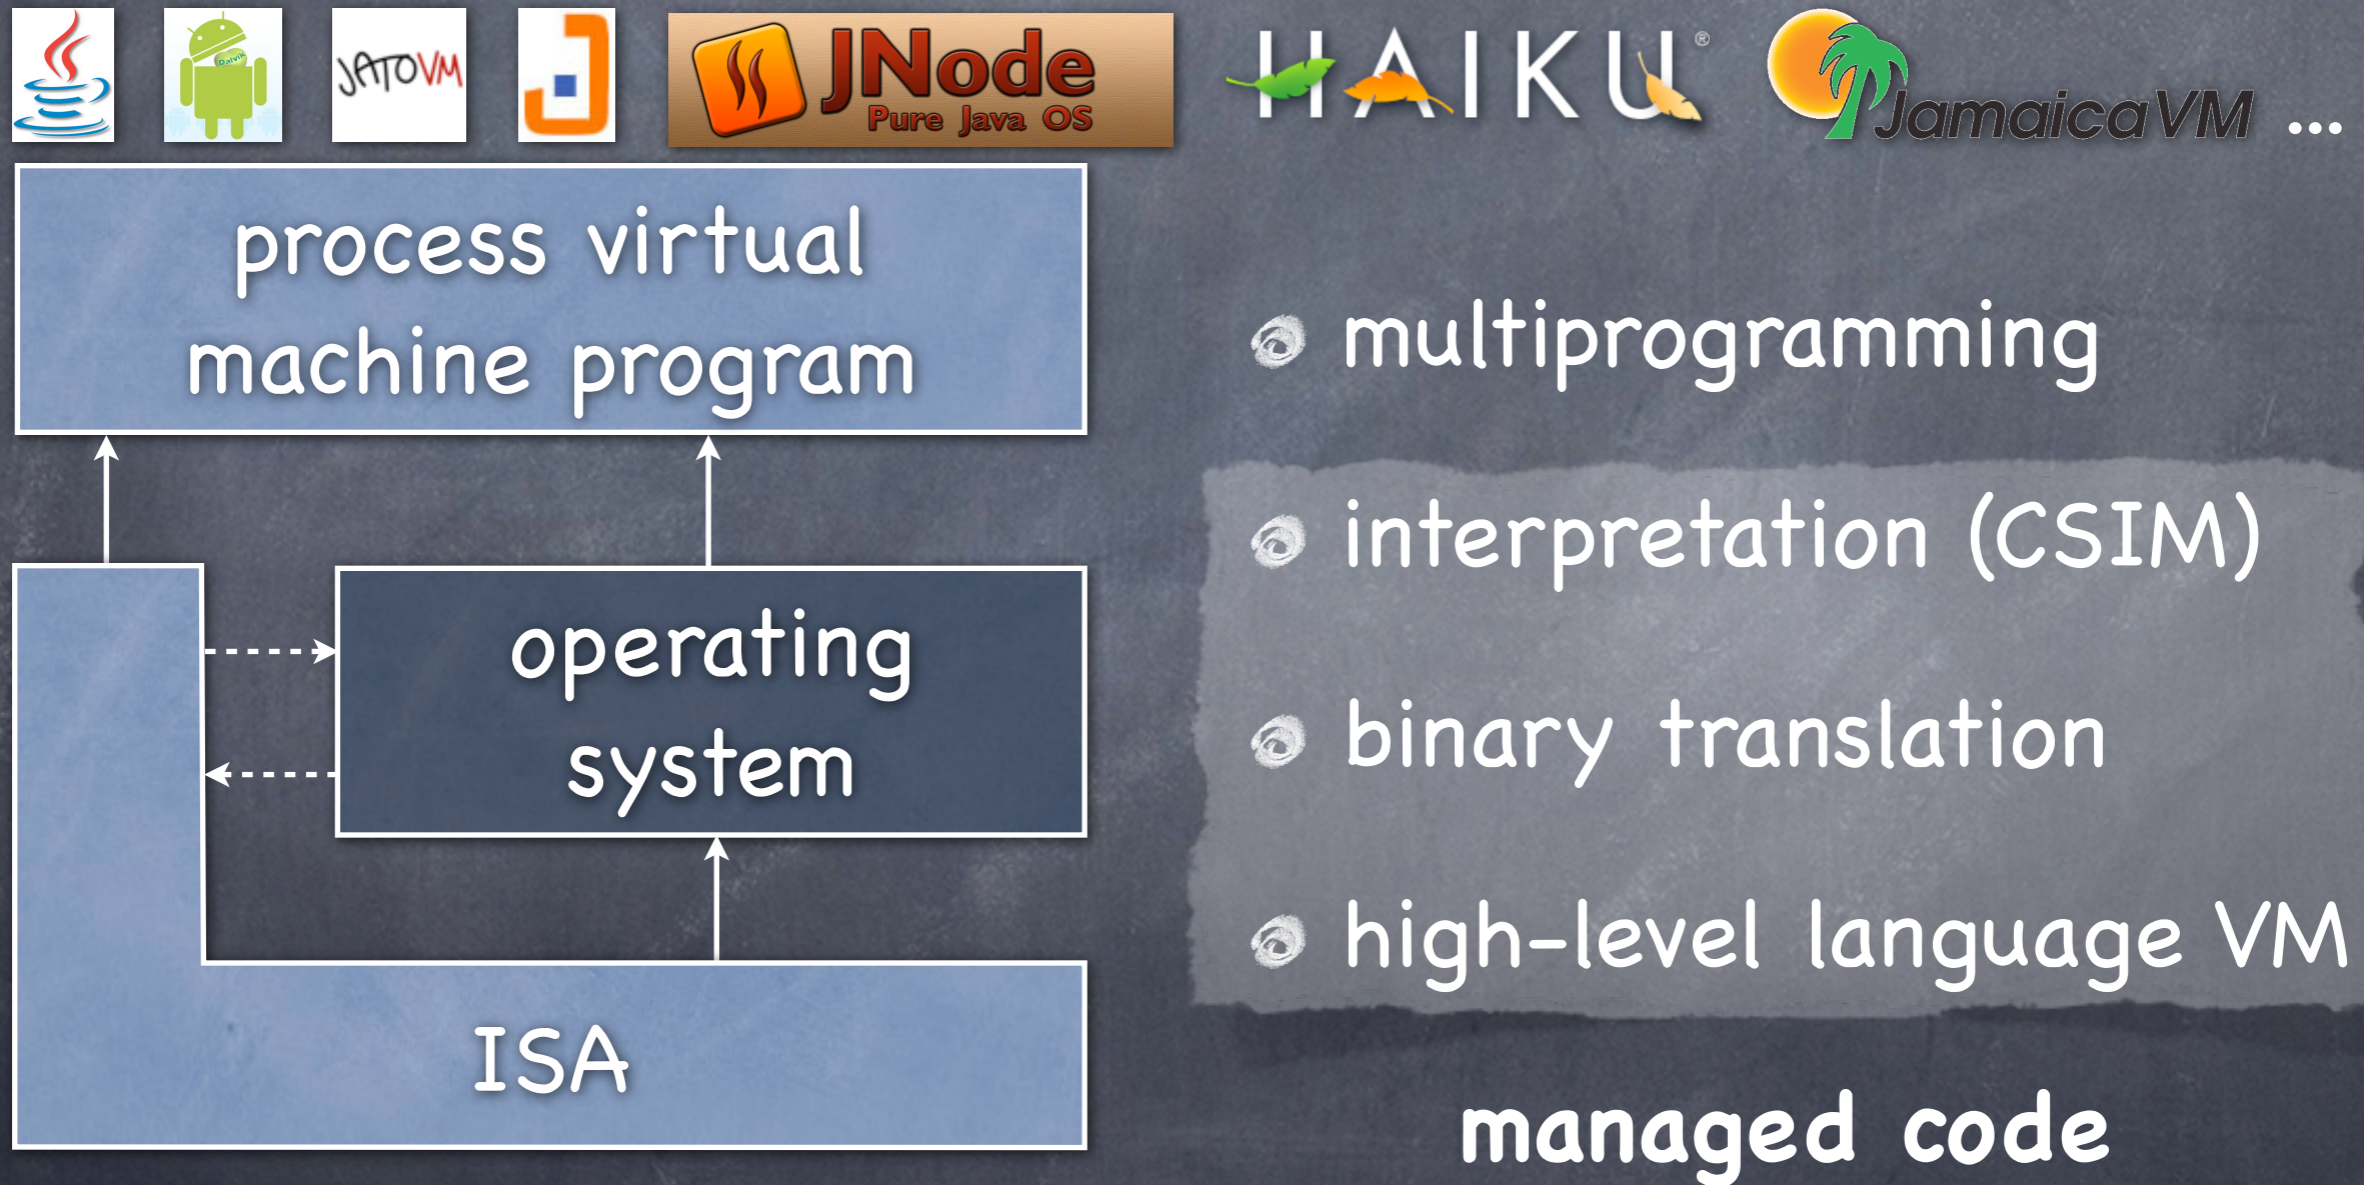 Dalvik
JATOVM
JNode
Pure Java OS
HAIKU®
JamaicaVM
...
process virtual
machine program
operating
system
ISA
multiprogramming
interpretation (CSIM)
binary translation
high-level language VM
managed code